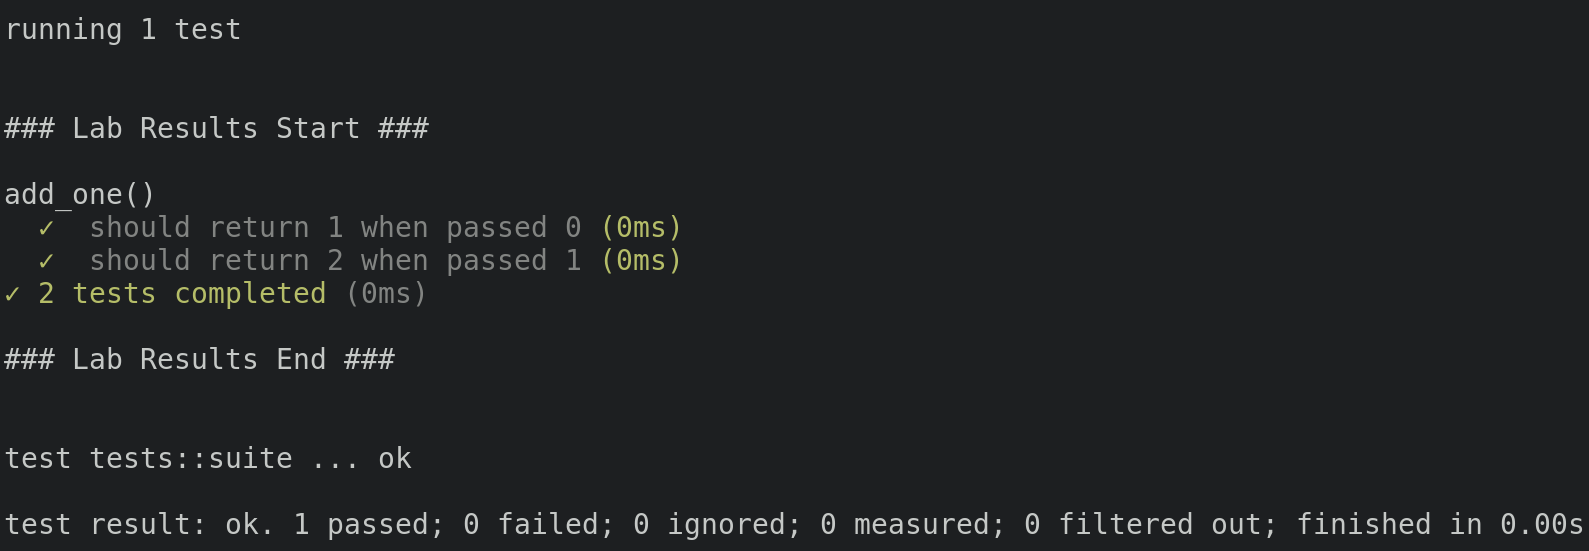 running 1 test
### Lab Results Start ###
add_one()
✓ should return 1 when passed 0 (0ms)
✓ should return 2 when passed 1 (0ms)
✓ 2 tests completed (0ms)
### Lab Results End ###
test tests::suite ... ok
test result: ok. 1 passed; 0 failed; 0 ignored; 0 measured; 0 filtered out; finished in 0.00s